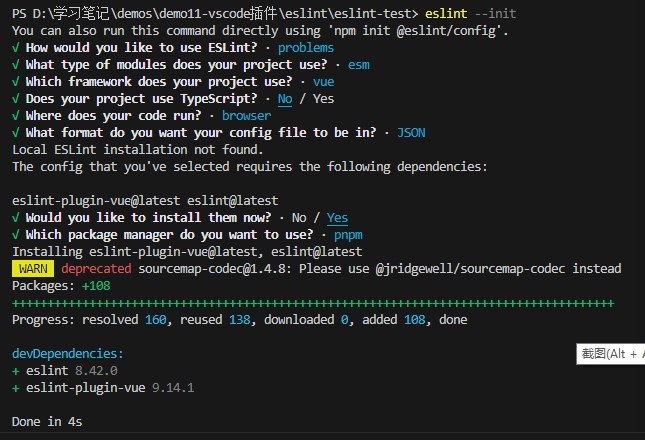 PS D:\学习笔记\demos\demo11-vscode插件\eslint\eslint-test> eslint --init
You can also run this command directly using 'npm init @eslint/config'.
√ How would you like to use ESLint? · problems
√ What type of modules does your project use? · esm
√ Which framework does your project use? · vue
√ Does your project use TypeScript? · No / Yes
√ Where does your code run? · browser
√ What format do you want your config file to be in? · JSON
Local ESLint installation not found.
The config that you've selected requires the following dependencies:
eslint-plugin-vue@latest eslint@latest
√ Would you like to install them now? · No / Yes
√ Which package manager do you want to use? · pnpm
Installing eslint-plugin-vue@latest, eslint@latest
WARN deprecated sourcemap-codec@1.4.8: Please use @jridgewell/sourcemap-codec instead
Packages: +108
++++++++++++++++++++++++++++++++++++++++++++++++++++++++++++++++++++++++++++++++++++
Progress: resolved 160, reused 138, downloaded 0, added 108, done
截图(Alt + A
devDependencies:
+ eslint 8.42.0
+ eslint-plugin-vue 9.14.1
Done in 4s